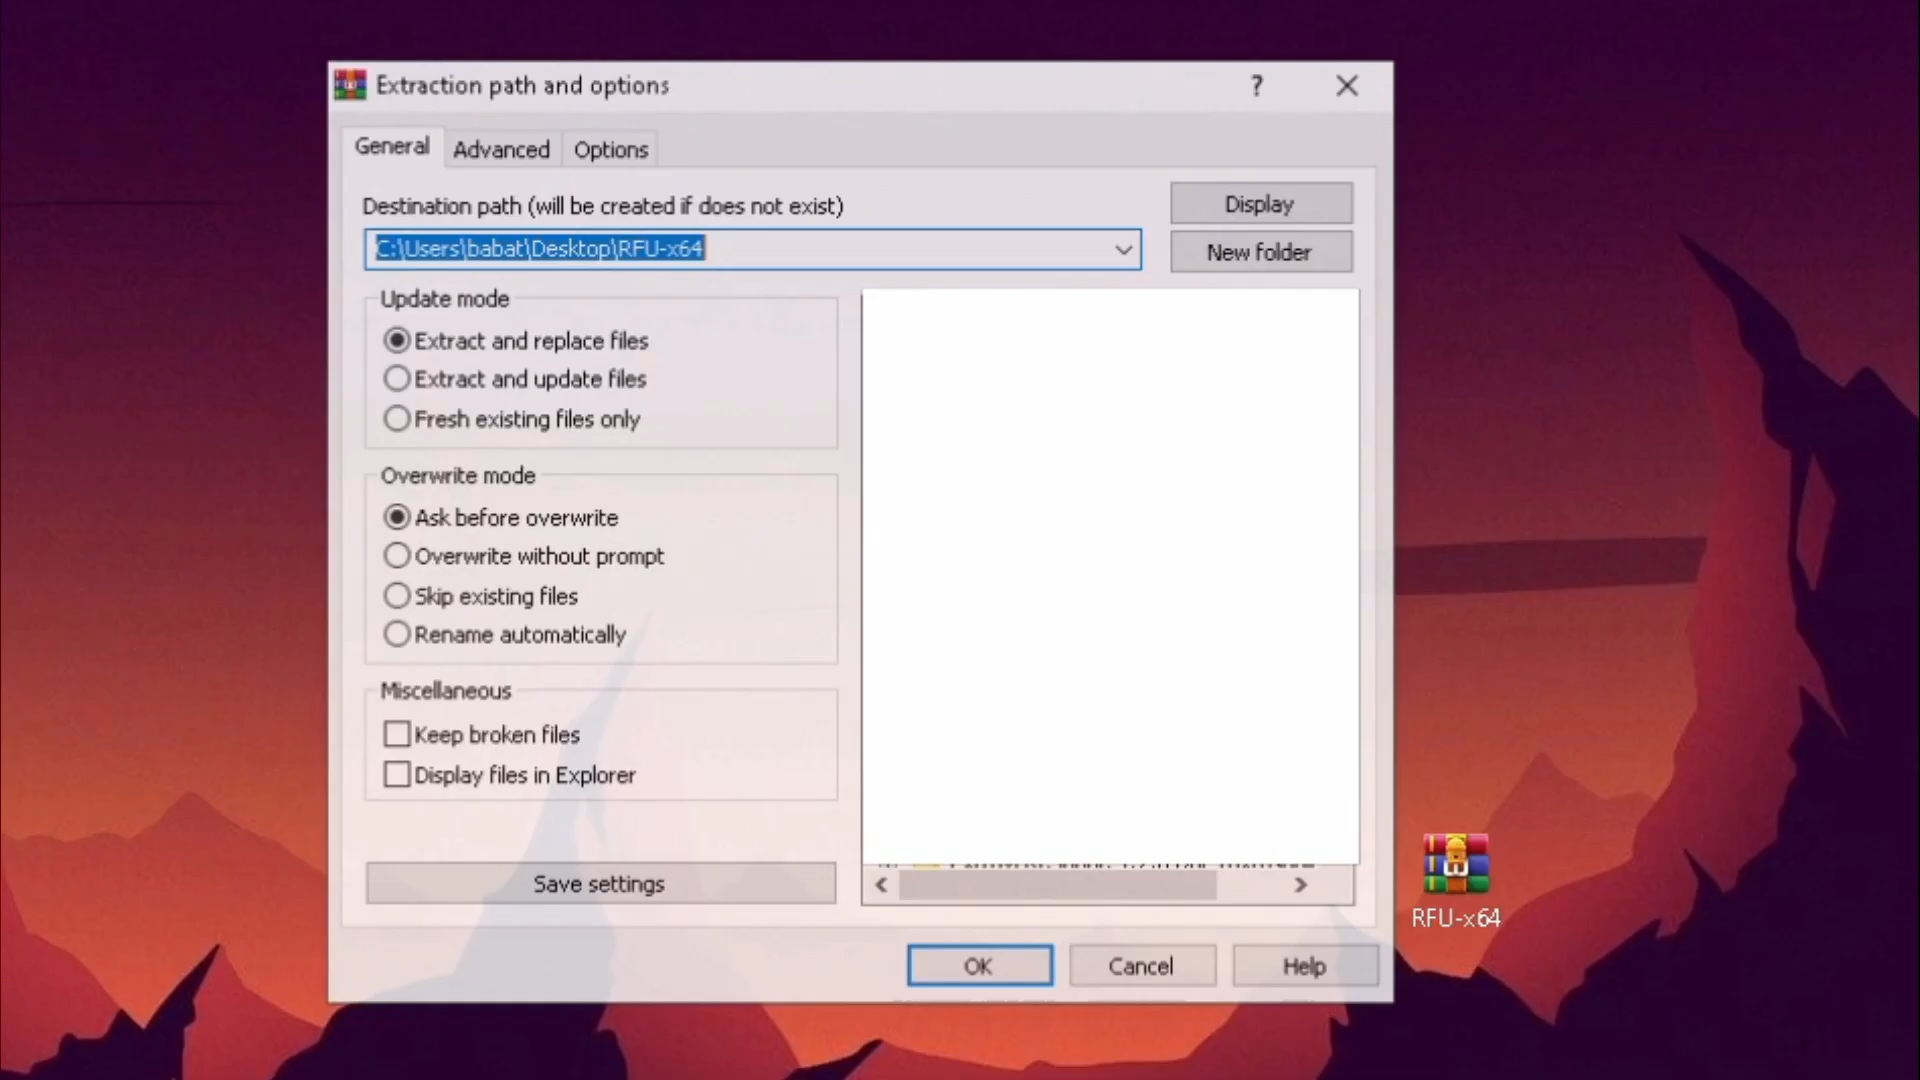 Extraction path and options
?
General
Advanced
Options
Destination path (will be created if does not exist)
Display
C:\Users\babat\Desktop\RFU-x64
New folder
Update mode
Extract and replace files
Extract and update files
Fresh existing files only
Overwrite mode
Ask before overwrite
Overwrite without prompt
Skip existing files
Rename automatically
Miscellaneous
Keep broken files
Display files in Explorer
Save settings
RFU-x64
OK
Cancel
Help